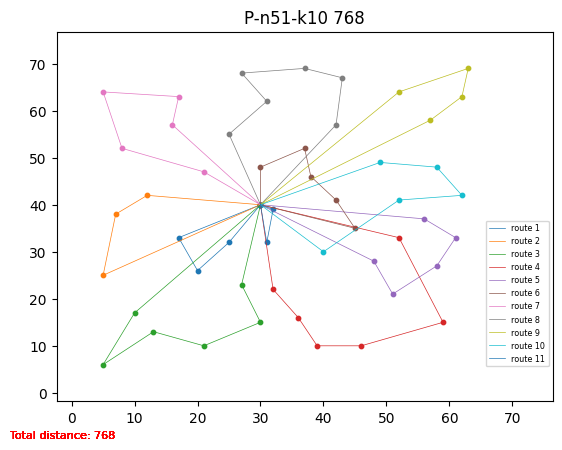 P-n51-k10 768
70
60
50
40
30
20
10
0
0 10 20 30 40 50 60 70
route 1
route 2
route 3
route 4
route 5
route 6
route 7
route 8
route 9
route 10
route 11
Total distance: 768